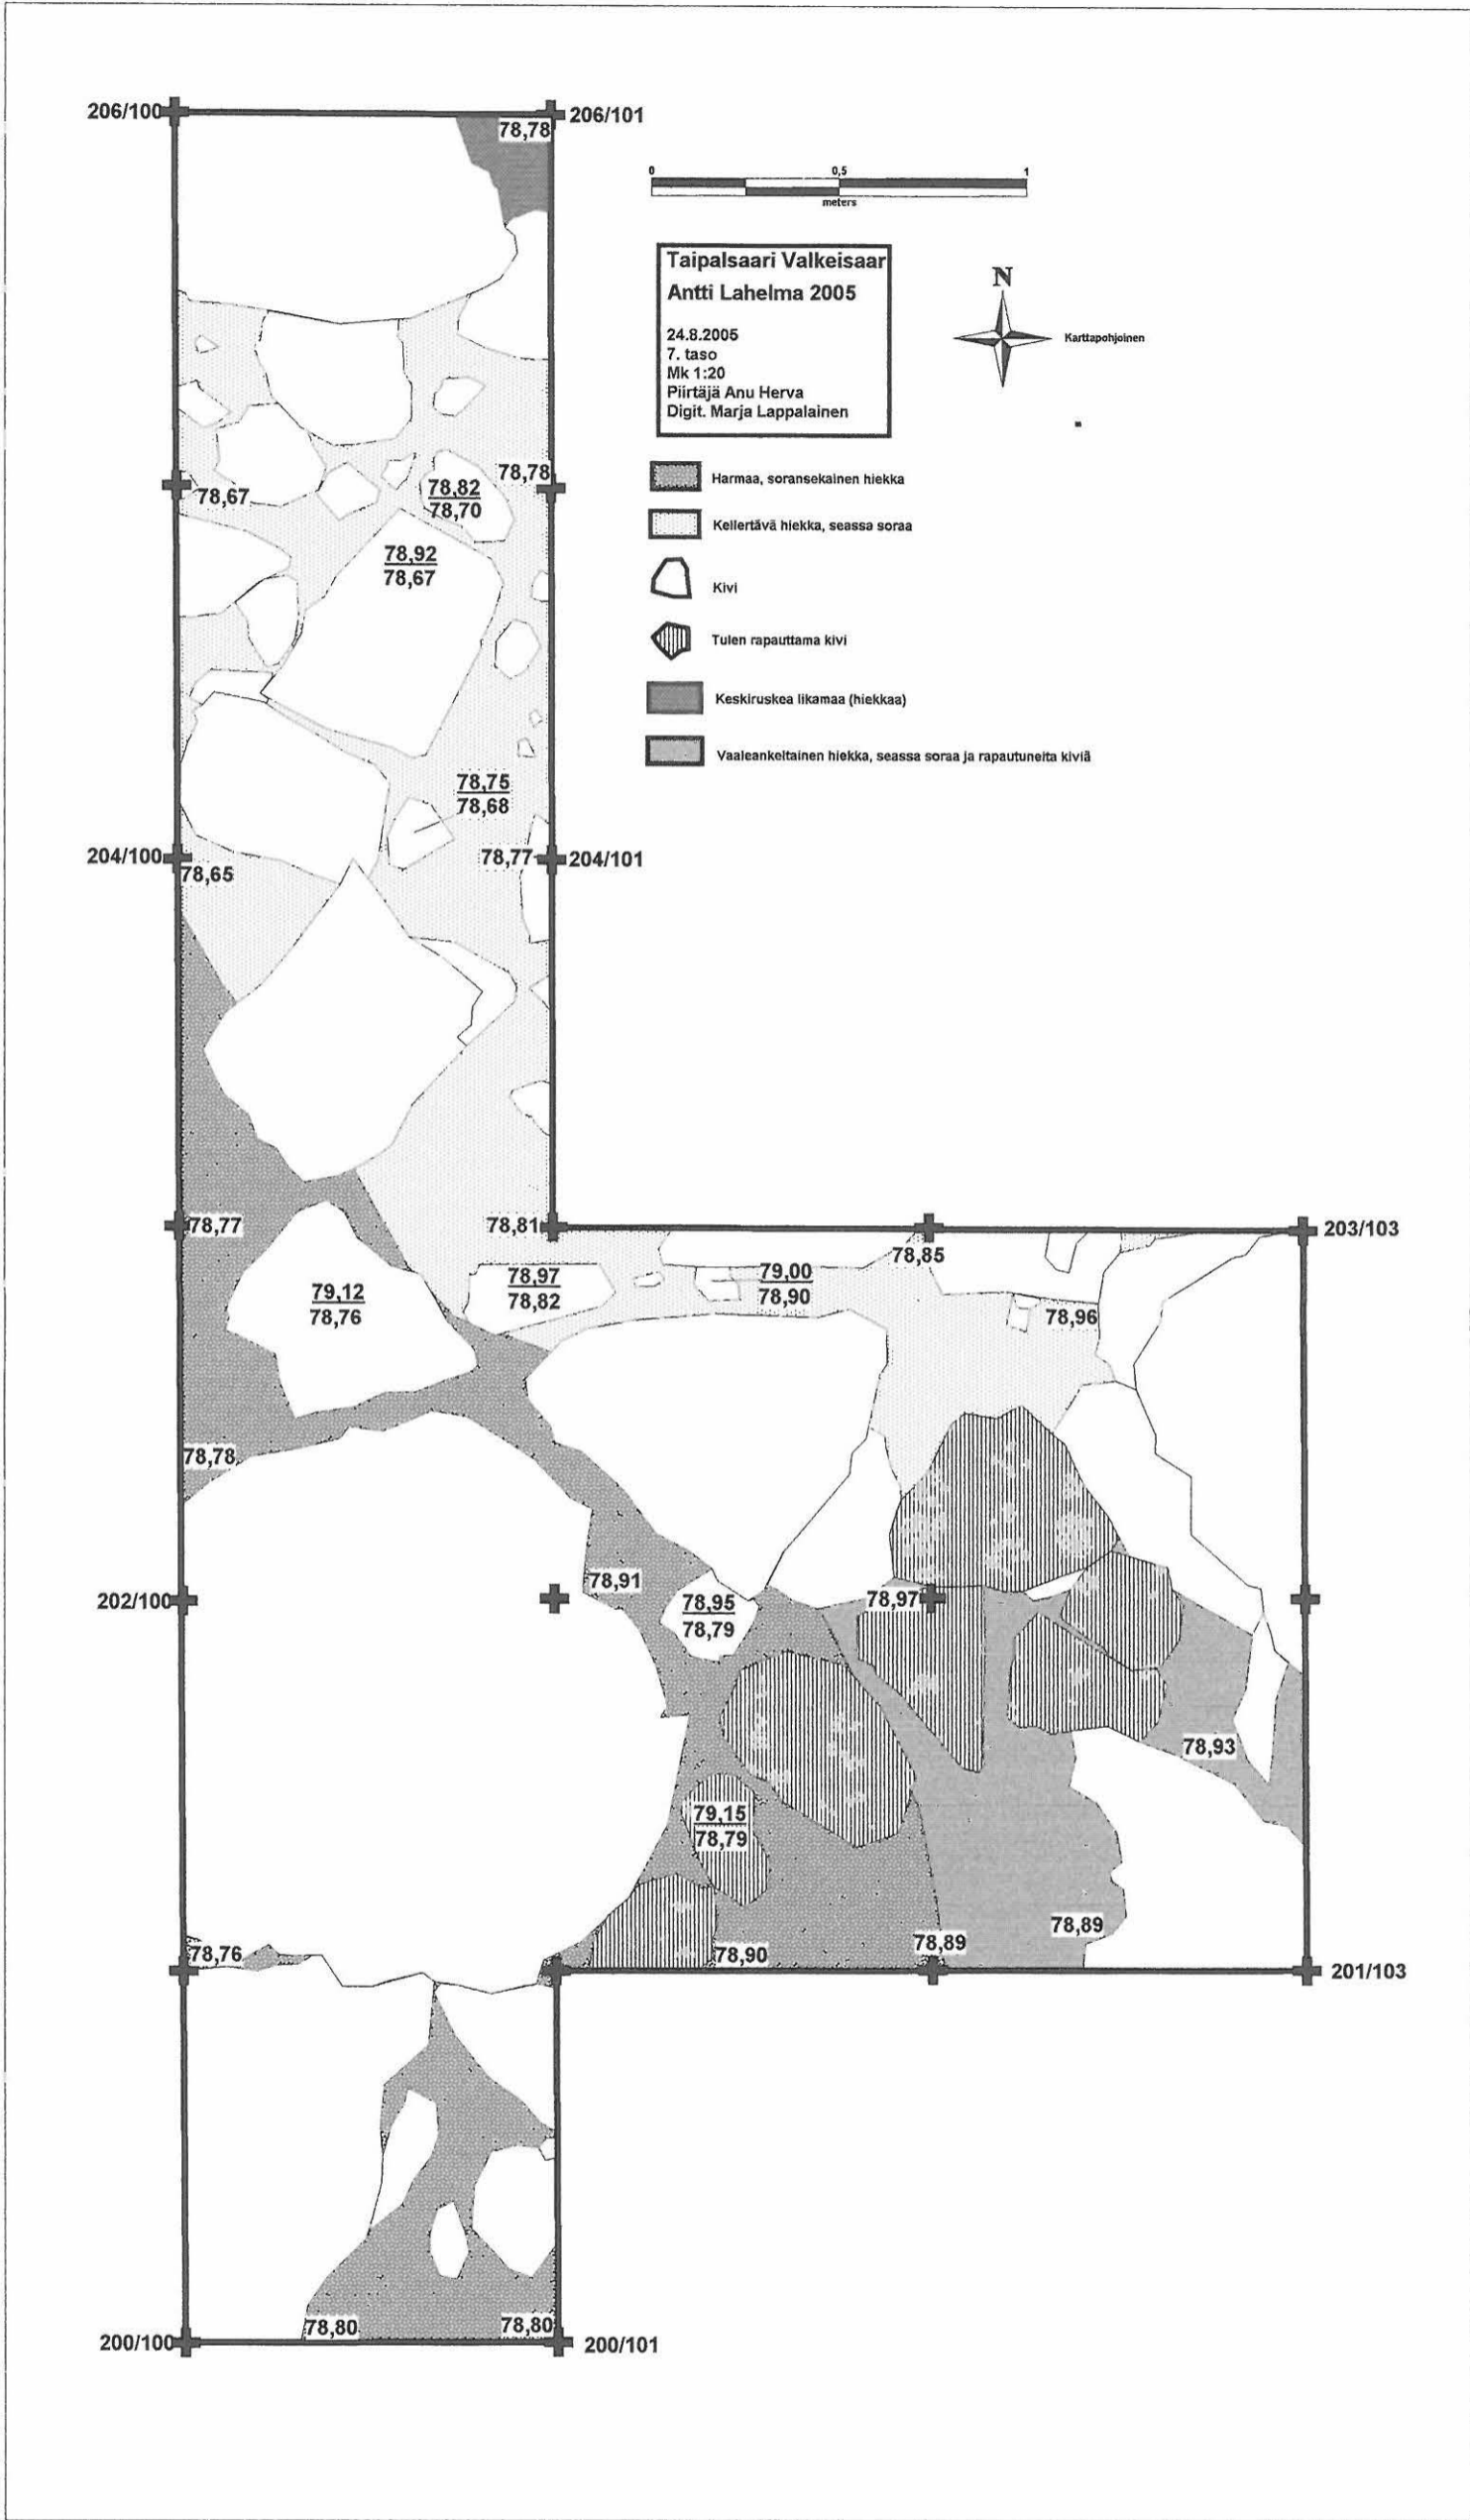 206/100
206/101
78,78
0 0,5 1
meters
Taipalsaari Valkeisaar
Antti Lahelma 2005
24.8.2005
7. taso
Mk 1:20
Piirtäjä Anu Herva
Digit. Marja Lappalainen
N
Karttapohjoinen
Harmaa, soransekainen hiekka
Kellertävä hiekka, seassa soraa
Kivi
Tulen rapauttama kivi
Keskiruskea likamaa (hiekkaa)
Vaaleankeltainen hiekka, seassa soraa ja rapautuneita kiviä
78,67
78,82
78,70
78,78
78,92
78,67
78,75
78,68
204/100
78,65
78,77
204/101
78,77
78,81
78,85
203/103
79,12
78,76
78,97
78,82
79,00
78,90
78,96
78,78
202/100
78,91
78,95
78,79
78,97
78,93
79,15
78,79
78,76
78,90
78,89
78,89
201/103
200/100
78,80
78,80
200/101